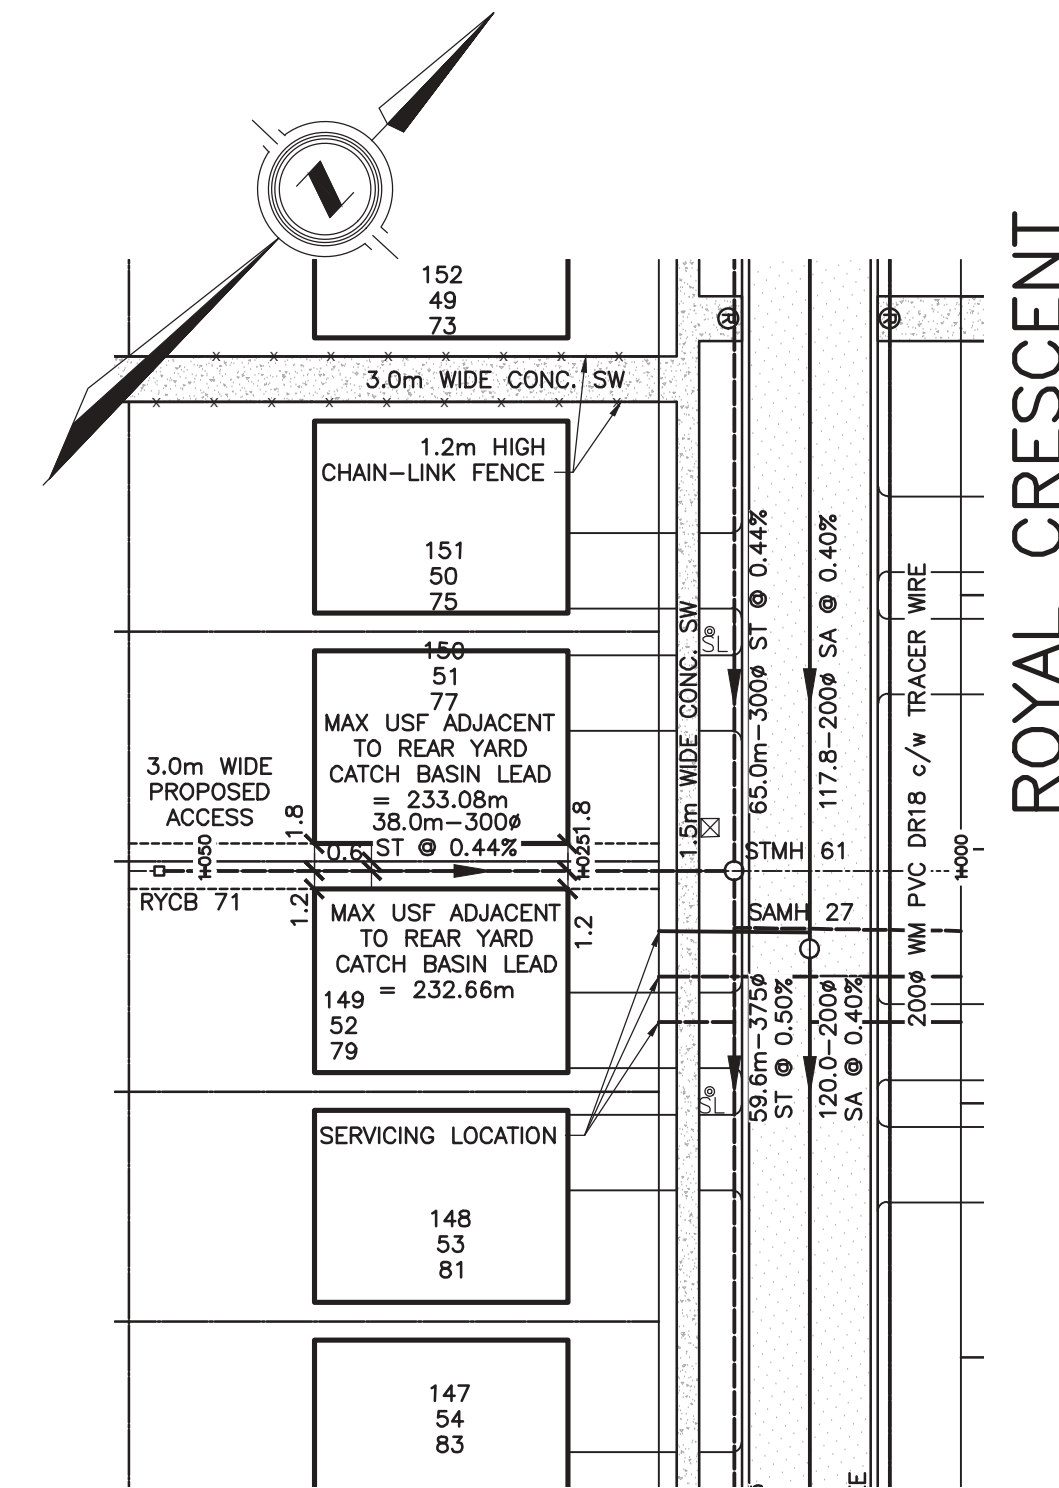 152
49
73
3.0m WIDE CONC. SW
1.2m HIGH
CHAIN-LINK FENCE
151
50
75
150
51
77
MAX USF ADJACENT
TO REAR YARD
CATCH BASIN LEAD
= 233.08m
38.0m-300ø
ST @ 0.44%
3.0m WIDE
PROPOSED
ACCESS
1.8
1.8
0.6
1+050
1+025
1+000
RYCB 71
1.2
1.2
MAX USF ADJACENT
TO REAR YARD
CATCH BASIN LEAD
= 232.66m
149
52
79
SERVICING LOCATION
148
53
81
147
54
83
1.5m WIDE CONC. SW
SL
SL
R
R
65.0m-300ø ST @ 0.44%
117.8-200ø SA @ 0.40%
STMH 61
SAMH 27
59.6m-375ø
ST @ 0.50%
120.0-200ø
SA @ 0.40%
200ø WM PVC DR18 c/w TRACER WIRE
ROYAL CRESCENT